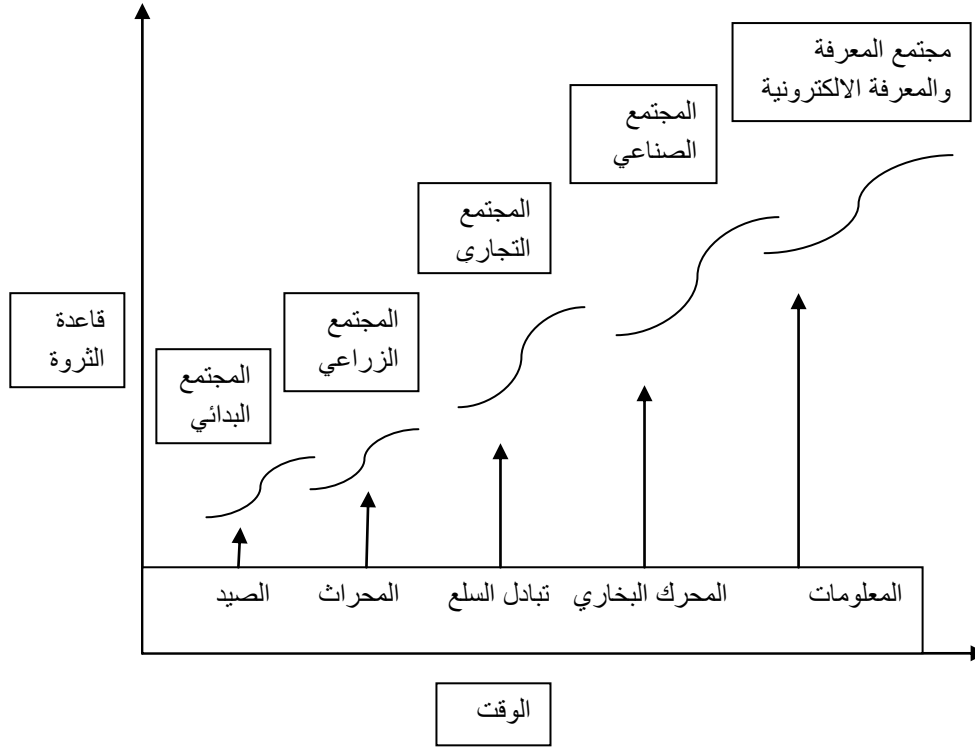 مجتمع المعرفة
والمعرفة الالكترونية
المجتمع
الصناعي
المجتمع
التجاري
المجتمع
الزراعي
قاعدة
الثروة
المجتمع
البدائي
المعلومات
المحرك البخاري
تبادل السلع
المحراث
الصيد
الوقت